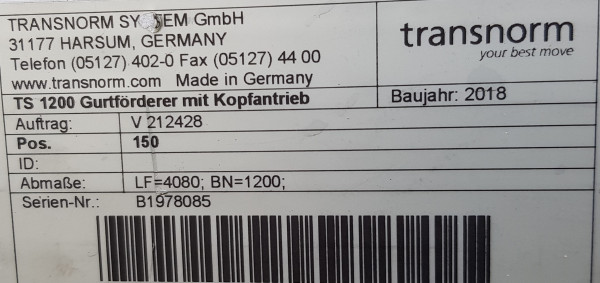 TRANSNORM SY EM GmbH
31177 HARSUM, GERMANY
Telefon (05127) 402-0 Fax (05127) 44 00
www.transnorm.com Made in Germany
transnorm
your best move
TS 1200 Gurtförderer mit Kopfantrieb
Baujahr: 2018
Auftrag: V 212428
Pos. 150
ID:
Abmaße: LF=4080; BN=1200;
Serien-Nr.: B1978085